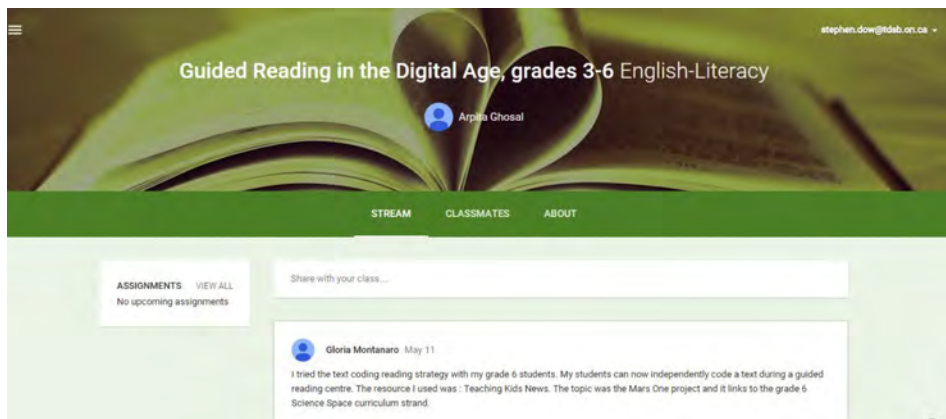 stephen.dow@tdsb.on.ca
Guided Reading in the Digital Age, grades 3-6 English-Literacy
Arpita Ghosal
STREAM CLASSMATES ABOUT
ASSIGNMENTS VIEW ALL
No upcoming assignments
Share with your class...
Gloria Montanaro May 11
I tried the text coding reading strategy with my grade 6 students. My students can now independently code a text during a guided
reading centre. The resource I used was : Teaching Kids News. The topic was the Mars One project and it links to the grade 6
Science Space curriculum strand.